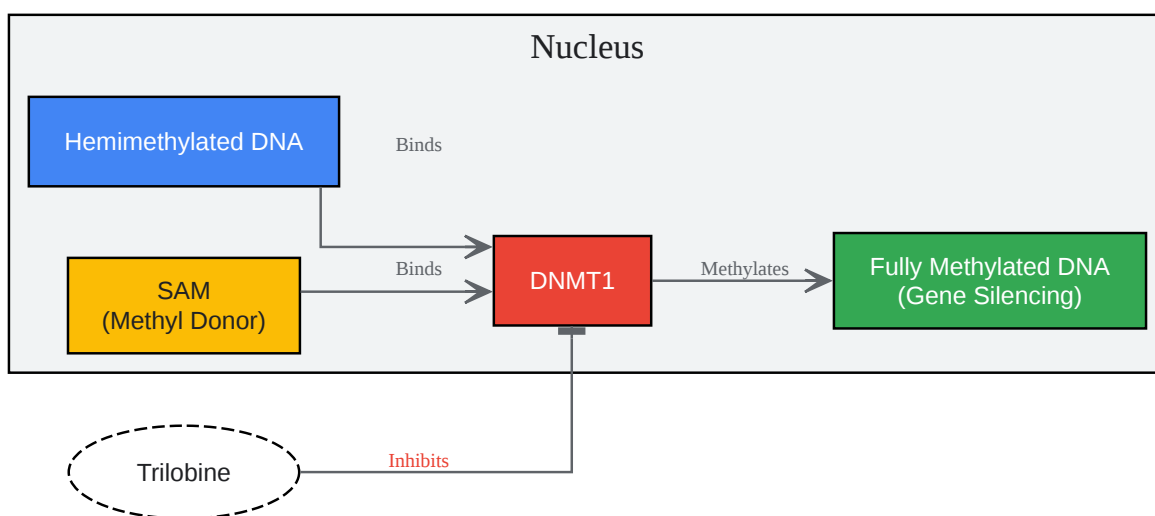 Nucleus
Hemimethylated DNA
Binds
SAM
(Methyl Donor)
Binds
DNMT1
Methylates
Fully Methylated DNA
(Gene Silencing)
Trilobine
Inhibits